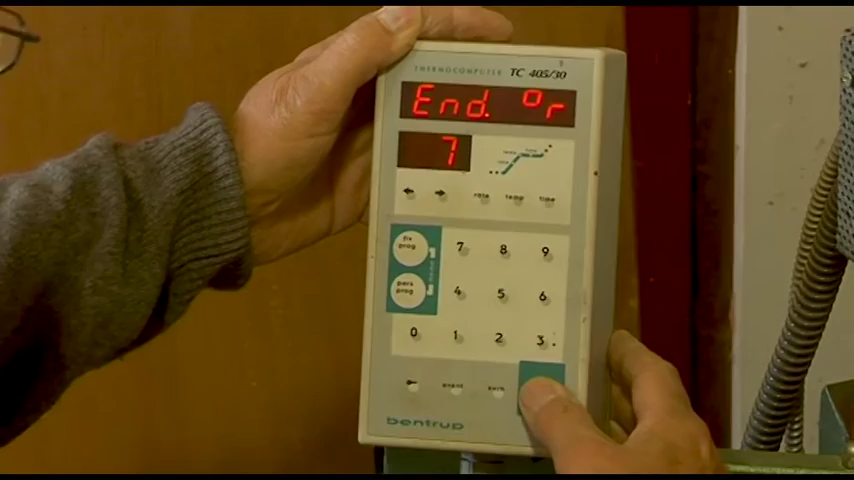 THERMOCOMPUTER TC 405/30
End. or
7
rate temp time
fix prog
pers prog
7 8 9
4 5 6
0 1 2 3.
event
bentrup